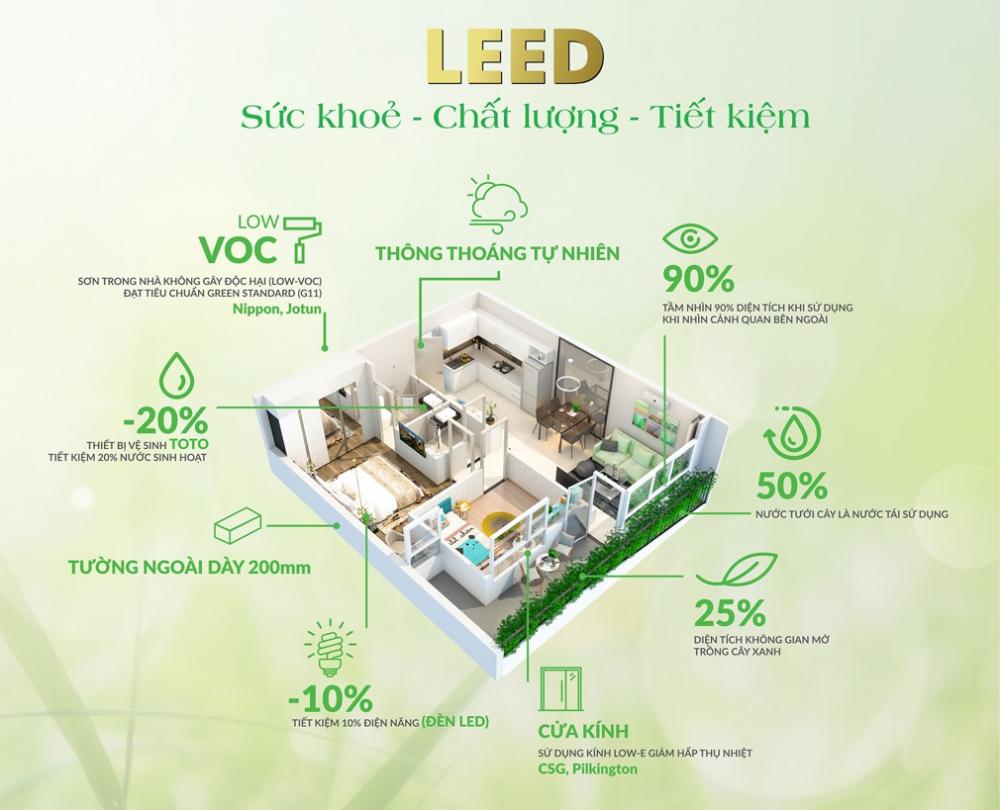 LEED
Sức khoẻ - Chất lượng - Tiết kiệm
LOW
VOC
SƠN TRONG NHÀ KHÔNG GÂY ĐỘC HẠI (LOW-VOC)
ĐẠT TIÊU CHUẨN GREEN STANDARD (G11)
Nippon, Jotun
THÔNG THOÁNG TỰ NHIÊN
90%
TẦM NHÌN 90% DIỆN TÍCH KHI SỬ DỤNG
KHI NHÌN CẢNH QUAN BÊN NGOÀI
-20%
THIẾT BỊ VỆ SINH TOTO
TIẾT KIỆM 20% NƯỚC SINH HOẠT
50%
NƯỚC TƯỚI CÂY LÀ NƯỚC TÁI SỬ DỤNG
TƯỜNG NGOÀI DÀY 200mm
25%
DIỆN TÍCH KHÔNG GIAN MỞ
TRỒNG CÂY XANH
-10%
TIẾT KIỆM 10% ĐIỆN NĂNG (ĐÈN LED)
CỬA KÍNH
SỬ DỤNG KÍNH LOW-E GIẢM HẤP THỤ NHIỆT
CSG, Pilkington